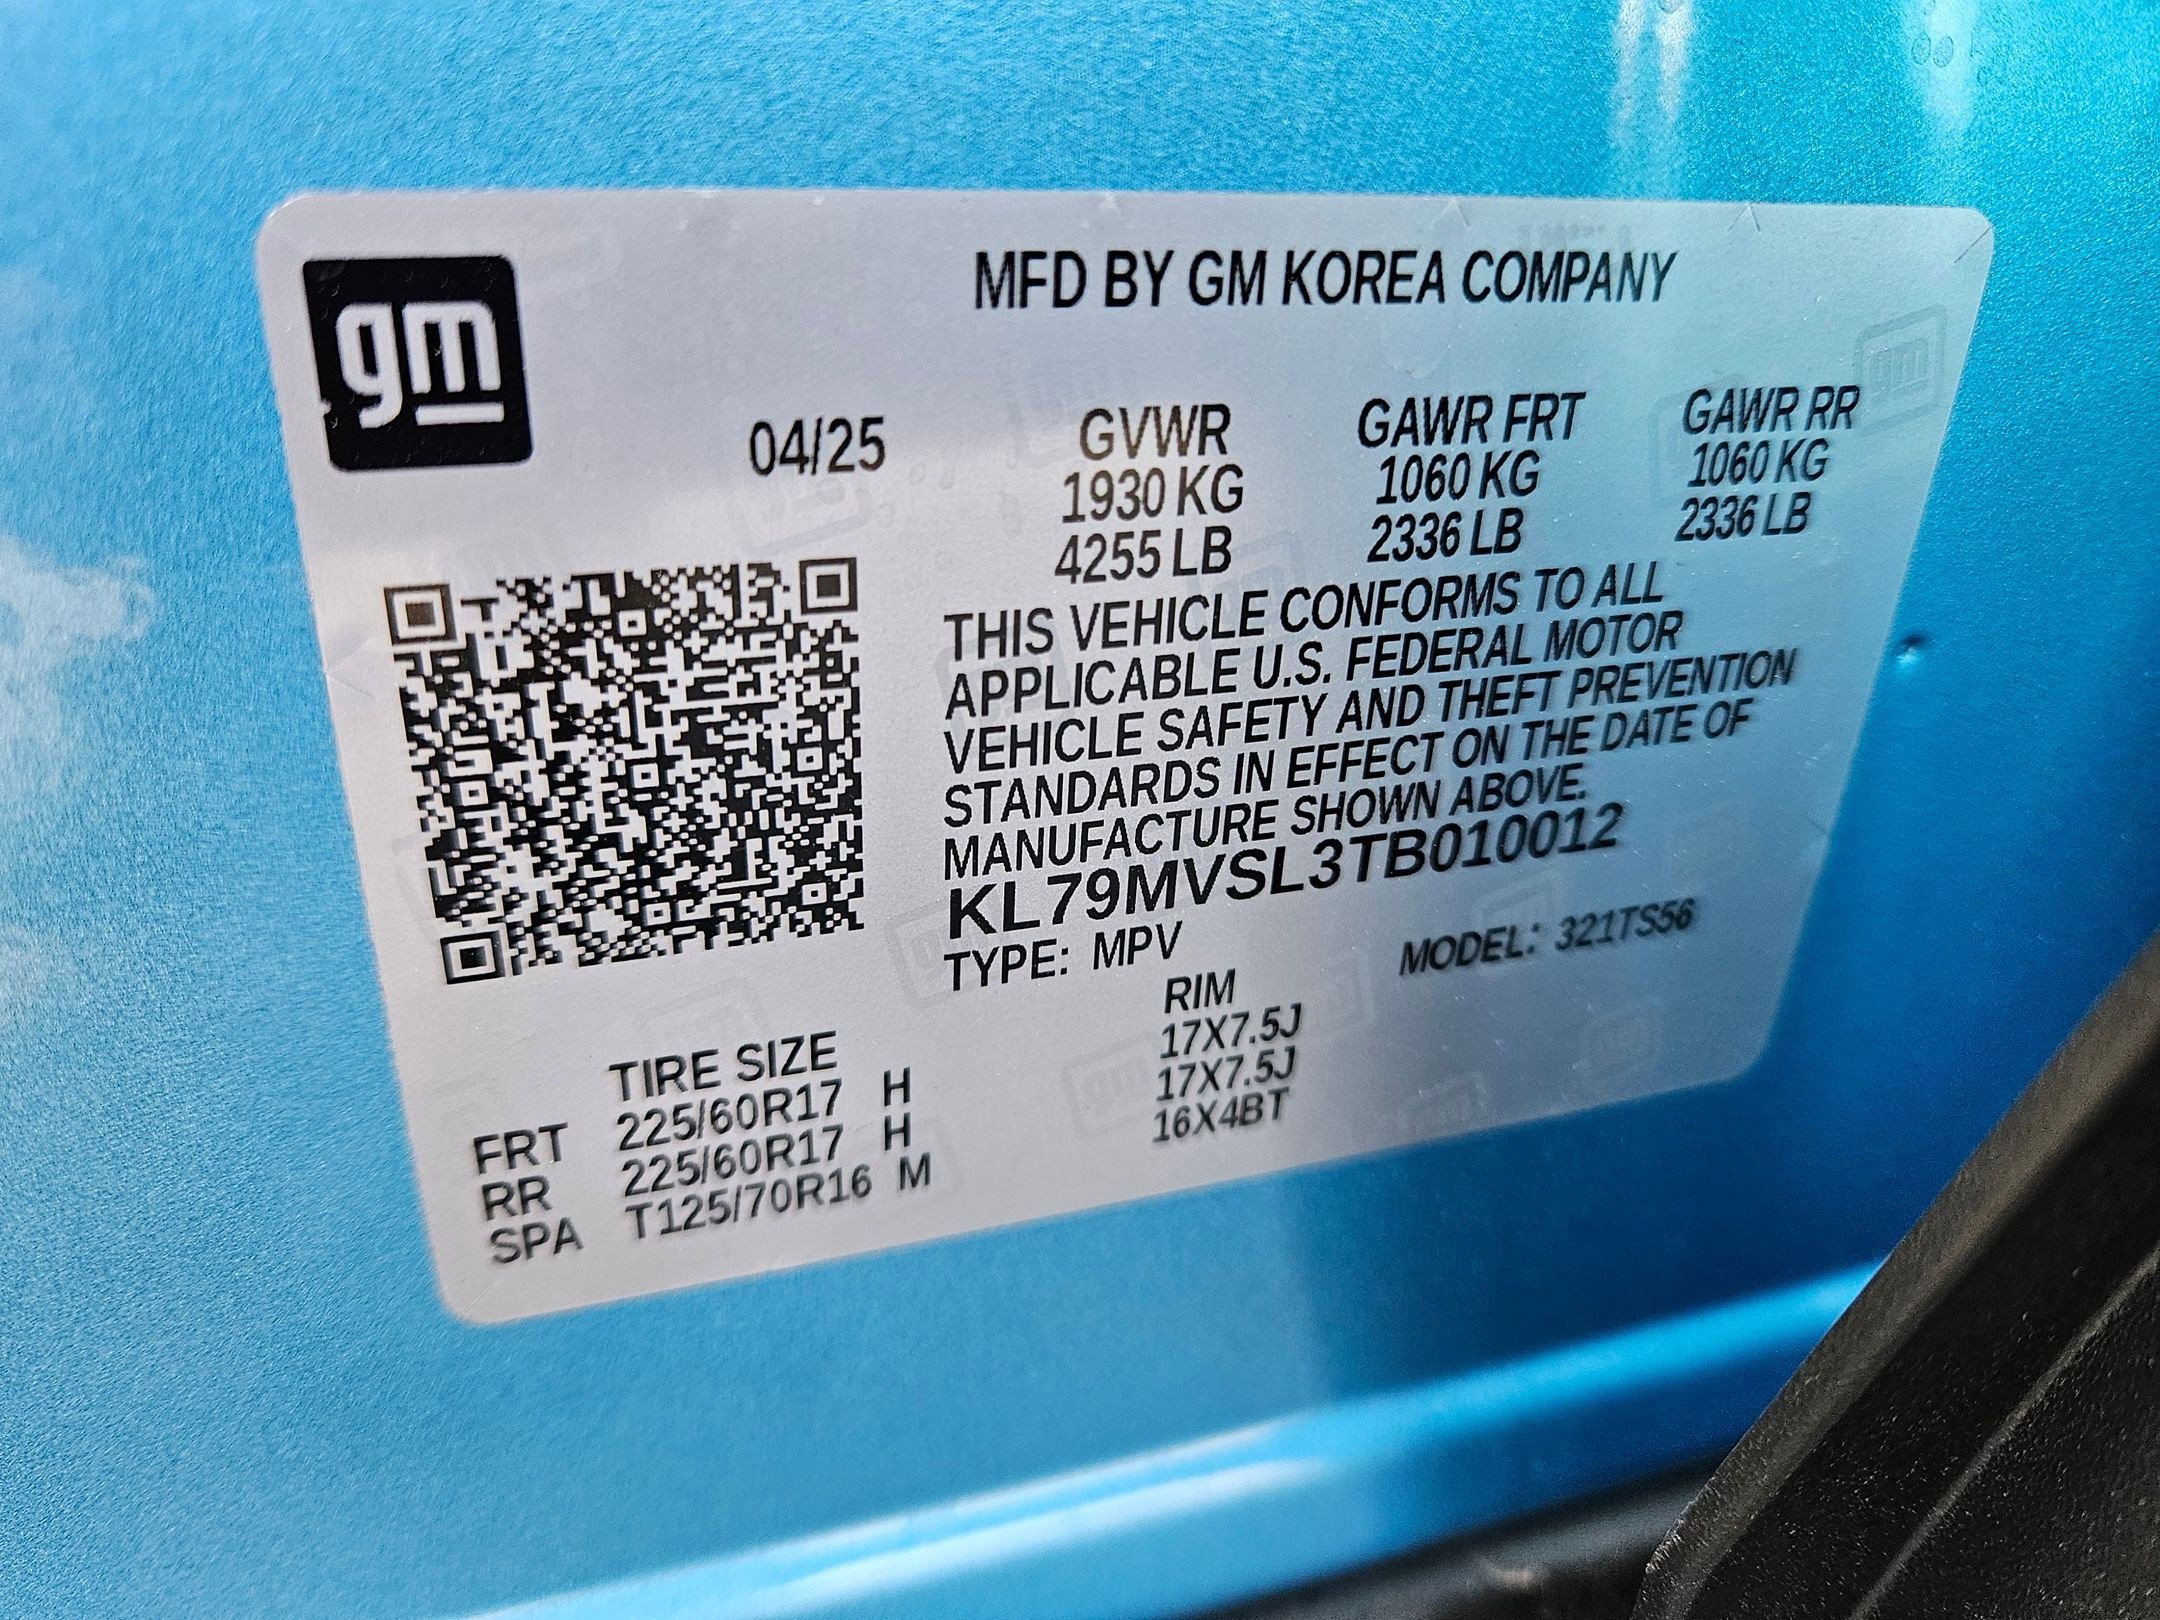 gm
MFD BY GM KOREA COMPANY
04/25
GVWR GAWR FRT GAWR RR
1930 KG 1060 KG 1060 KG
4255 LB 2336 LB 2336 LB
THIS VEHICLE CONFORMS TO ALL
APPLICABLE U.S. FEDERAL MOTOR
VEHICLE SAFETY AND THEFT PREVENTION
STANDARDS IN EFFECT ON THE DATE OF
MANUFACTURE SHOWN ABOVE.
KL79MVSL3TB010012
TYPE: MPV MODEL: 321TS56
TIRE SIZE RIM
FRT 225/60R17 H 17X7.5J
RR 225/60R17 H 17X7.5J
SPA T125/70R16 M 16X4BT